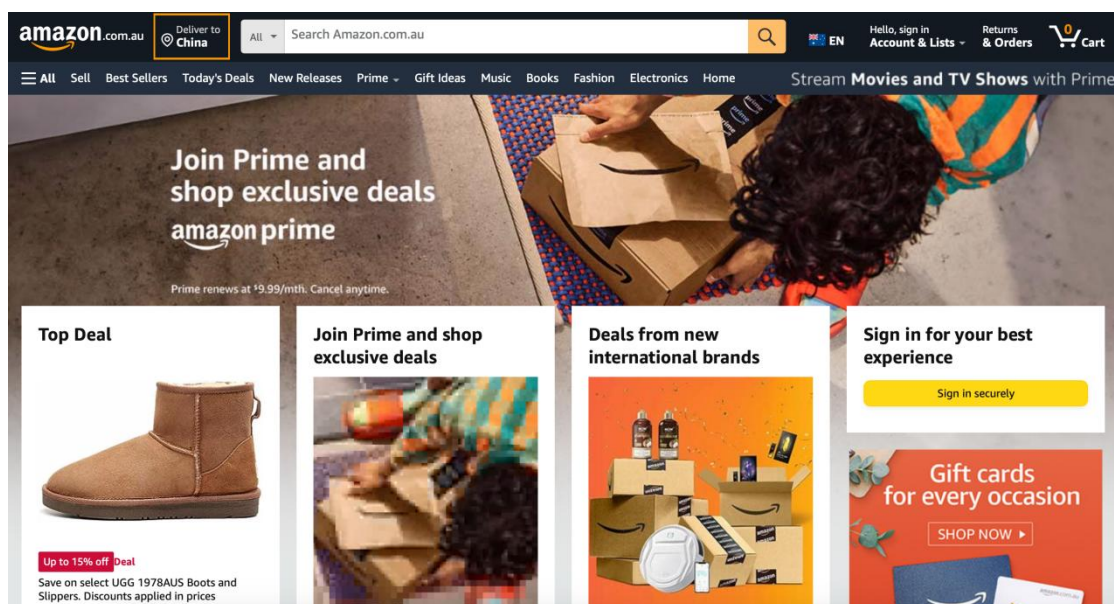 amazon.com.au
Deliver to
China
All
Search Amazon.com.au
EN
Hello, sign in
Account & Lists
Returns
& Orders
0
Cart
All Sell Best Sellers Today's Deals New Releases Prime Gift Ideas Music Books Fashion Electronics Home
Stream Movies and TV Shows with Prime
Join Prime and
shop exclusive deals
amazon prime
Prime renews at $9.99/mth. Cancel anytime.
Top Deal
Up to 15% off Deal
Save on select UGG 1978AUS Boots and
Slippers. Discounts applied in prices
Join Prime and shop
exclusive deals
Deals from new
international brands
Sign in for your best
experience
Sign in securely
Gift cards
for every occasion
SHOP NOW
amazon.com.au